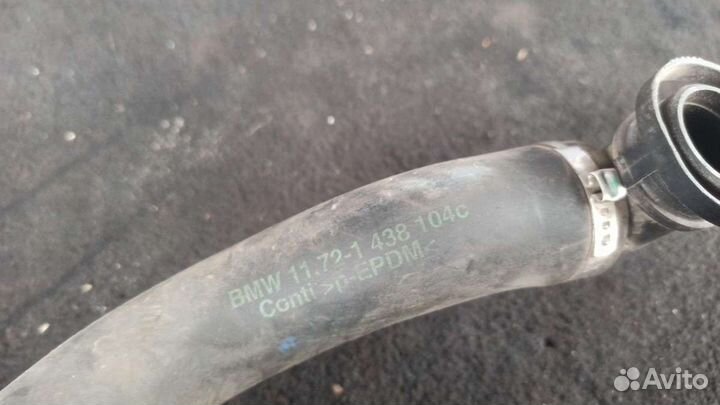 BMW 11.72-1 438 104c
Conti >p-EPDM<
Avito